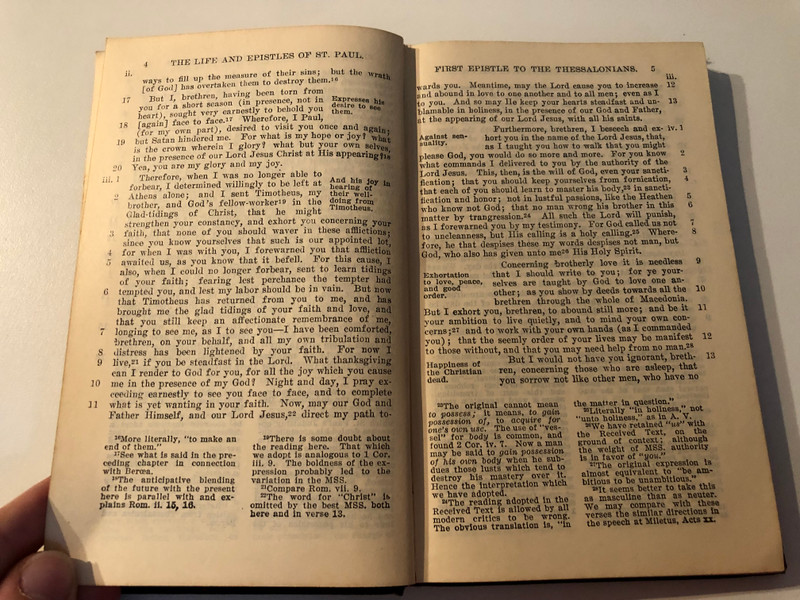 4 THE LIFE AND EPISTLES OF ST. PAUL.
ii. ways to fill up the measure of their sins; but the wrath
[of God] has overtaken them to destroy them.16
17 But I, brethren, having been torn from
you for a short season (in presence, not in
heart), sought very earnestly to behold you
[again] face to face.17 Wherefore, I Paul,
Expresses his
desire to see
them.
18 (for my own part), desired to visit you once and again;
19 but Satan hindered me. For what is my hope or joy? what
is the crown wherein I glory? what but your own selves,
in the presence of our Lord Jesus Christ at His appearing?18
20 Yea, you are my glory and my joy.
iii. 1 Therefore, when I was no longer able to
forbear, I determined willingly to be left at
2 Athens alone; and I sent Timotheus, my
brother, and God's fellow-worker19 in the
Glad-tidings of Christ, that he might
And his joy in
hearing of
their well-
doing from
Timotheus.
strengthen your constancy, and exhort you concerning your
3 faith, that none of you should waver in these afflictions;
since you know yourselves that such is our appointed lot,
4 for when I was with you, I forewarned you that affliction
5 awaited us, as you know that it befell. For this cause, I
also, when I could no longer forbear, sent to learn tidings
of your faith; fearing lest perchance the tempter had
6 tempted you, and lest my labor should be in vain. But now
that Timotheus has returned from you to me, and has
brought me the glad tidings of your faith and love, and
that you still keep an affectionate remembrance of me,
7 longing to see me, as I to see you—I have been comforted,
brethren, on your behalf, and all my own tribulation and
8 distress has been lightened by your faith. For now I
9 live,21 if you be steadfast in the Lord. What thanksgiving
can I render to God for you, for all the joy which you cause
10 me in the presence of my God? Night and day, I pray ex-
ceeding earnestly to see you face to face, and to complete
11 what is yet wanting in your faith. Now, may our God and
Father Himself, and our Lord Jesus,22 direct my path to-
16More literally, "to make an
end of them."
17See what is said in the pre-
ceding chapter in connection
with Berœa.
18The anticipative blending
of the future with the present
here is parallel with and ex-
plains Rom. ii. 15, 16.
19There is some doubt about
the reading here. That which
we adopt is analogous to 1 Cor.
iii. 9. The boldness of the ex-
pression probably led to the
variation in the MSS.
21Compare Rom. vii. 9.
22The word for "Christ" is
omitted by the best MSS. both
here and in verse 13.
FIRST EPISTLE TO THE THESSALONIANS. 5
iii.
wards you. Meantime, may the Lord cause you to increase 12
and abound in love to one another and to all men; even as I
to you. And so may He keep your hearts steadfast and un- 13
blamable in holiness, in the presence of our God and Father,
at the appearing of our Lord Jesus, with all his saints.
Furthermore, brethren, I beseech and ex- iv. 1
Against sen-
suality.
hort you in the name of the Lord Jesus, that,
as I taught you how to walk that you might
please God, you would do so more and more. For you know 2
what commands I delivered to you by the authority of the
Lord Jesus. This, then, is the will of God, even your sancti- 3
fication; that you should keep yourselves from fornication, 4
that each of you should learn to master his body,23 in sancti-
fication and honor; not in lustful passions, like the Heathen 5
who know not God; that no man wrong his brother in this 6
matter by trangression.24 All such the Lord will punish,
as I forewarned you by my testimony. For God called us not 7
to uncleanness, but His calling is a holy calling.25 Where- 8
fore, he that despises these my words despises not man, but
God, who also has given unto me26 His Holy Spirit.
Concerning brotherly love it is needless 9
Exhortation
to love, peace,
and good
order.
that I should write to you; for ye your-
selves are taught by God to love one an-
other; as you show by deeds towards all the 10
brethren through the whole of Macedonia.
But I exhort you, brethren, to abound still more; and be it 11
your ambition to live quietly, and to mind your own con-
cerns;27 and to work with your own hands (as I commanded
you); that the seemly order of your lives may be manifest 12
to those without, and that you may need help from no man.28
But I would not have you ignorant, breth- 13
Happiness of
the Christian
dead.
ren, concerning those who are asleep, that
you sorrow not like other men, who have no
23The original cannot mean
to possess; it means, to gain
possession of, to acquire for
one's own use. The use of "ves-
sel" for body is common, and
found 2 Cor. iv. 7. Now a man
may be said to gain possession
of his own body when he sub-
dues those lusts which tend to
destroy his mastery over it.
Hence the interpretation which
we have adopted.
24The reading adopted in the
Received Text is allowed by all
modern critics to be wrong.
The obvious translation is, "in
the matter in question."
25Literally "in holiness," not
"unto holiness," as in A. V.
26We have retained "us" with
the Received Text, on the
ground of context; although
the weight of MSS. authority
is in favor of "you."
27The original expression is
almost equivalent to "be am-
bitious to be unambitious."
28It seems better to take this
as masculine than as neuter.
We may compare with these
verses the similar directions in
the speech at Miletus, Acts xx.